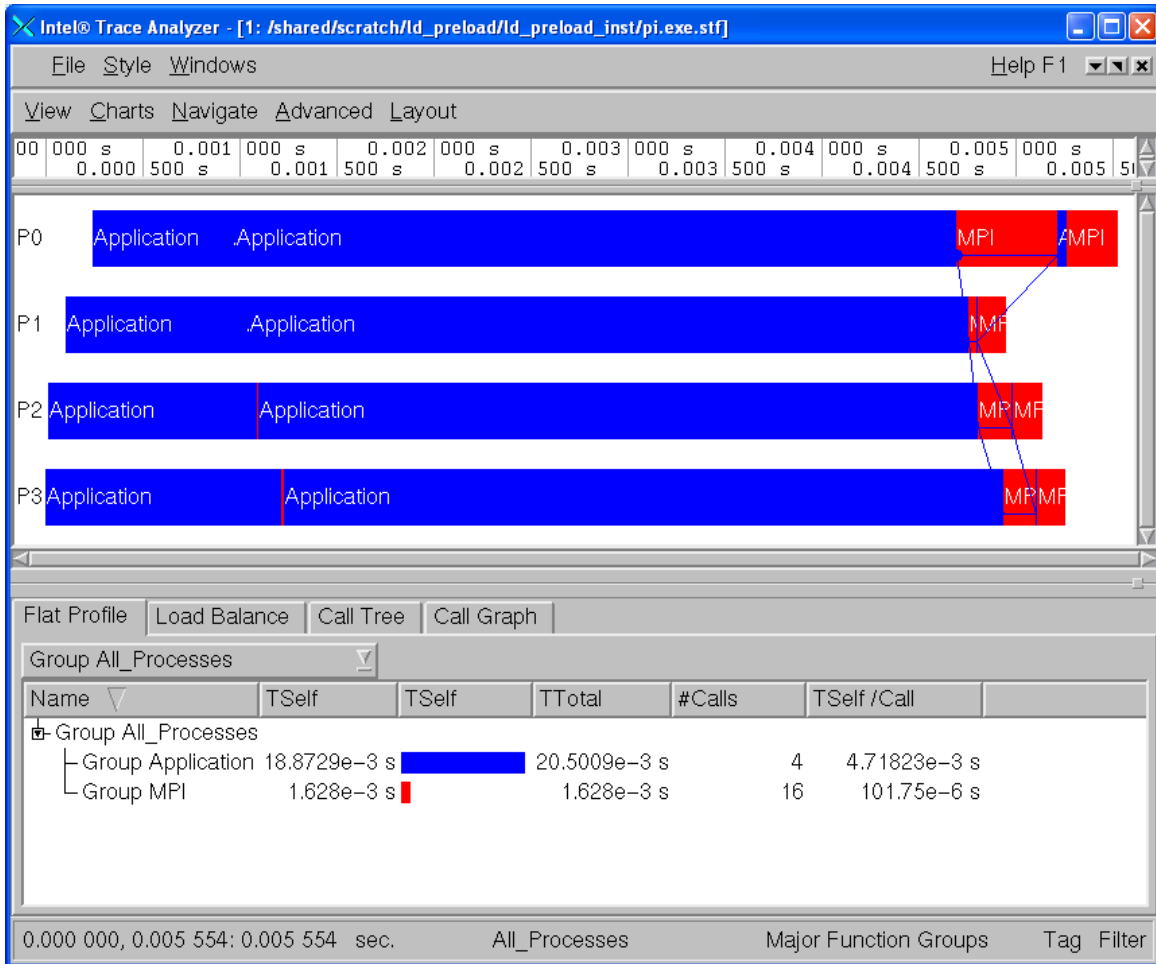 Intel® Trace Analyzer - [1: /shared/scratch/ld_preload/ld_preload_inst/pi.exe.stf]
File Style Windows Help F1
View Charts Navigate Advanced Layout
00 000 s 0.001 000 s 0.002 000 s 0.003 000 s 0.004 000 s 0.005 000 s
0.000 500 s 0.001 500 s 0.002 500 s 0.003 500 s 0.004 500 s 0.005 5
P0 Application .Application MPI A MPI
P1 Application .Application M MP
P2 Application Application MP MP
P3 Application Application MP MP
Flat Profile Load Balance Call Tree Call Graph
Group All_Processes
Name TSelf TSelf TTotal #Calls TSelf /Call
Group All_Processes
Group Application 18.8729e-3 s 20.5009e-3 s 4 4.71823e-3 s
Group MPI 1.628e-3 s 1.628e-3 s 16 101.75e-6 s
0.000 000, 0.005 554: 0.005 554 sec. All_Processes Major Function Groups Tag Filter